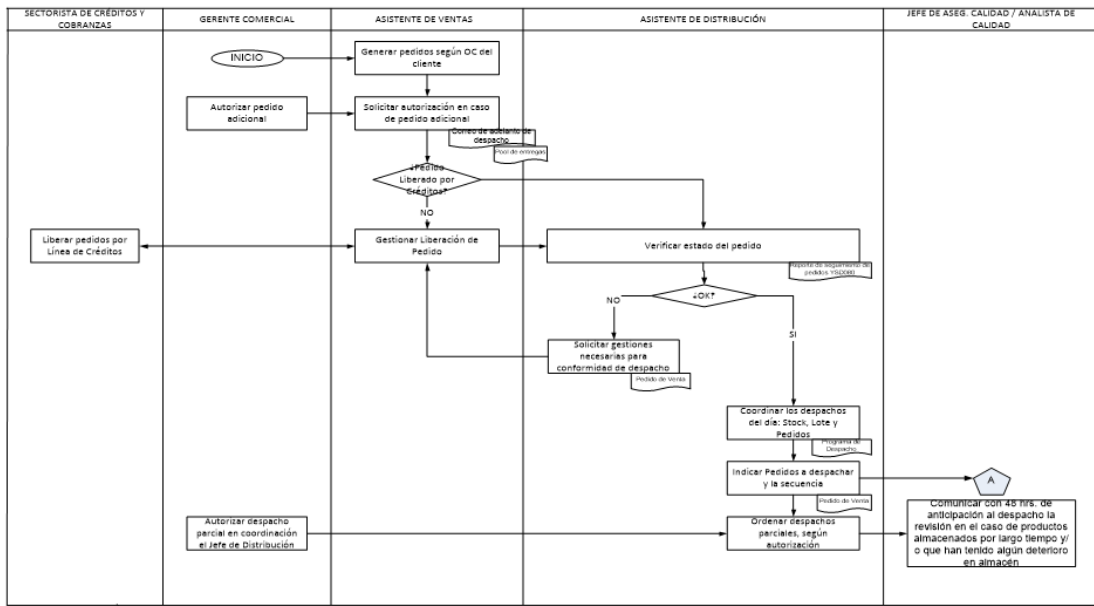 SECTORISTA DE CRÉDITOS Y
COBRANZAS
GERENTE COMERCIAL
ASISTENTE DE VENTAS
ASISTENTE DE DISTRIBUCIÓN
JEFE DE ASEG. CALIDAD / ANALISTA DE
CALIDAD
INICIO
Generar pedidos según OC del
cliente
Autorizar pedido
adicional
Solicitar autorización en caso
de pedido adicional
Correo de adelanto de
despacho
Pool de entregas
¿Pedido
Liberado por
Créditos?
NO
Liberar pedidos por
Línea de Créditos
Gestionar Liberación de
Pedido
Verificar estado del pedido
Reporte de seguimiento de
pedidos YSD080
¿OK?
NO
SI
Solicitar gestiones
necesarias para
conformidad de despacho
Pedido de Venta
Coordinar los despachos
del día: Stock, Lote y
Pedidos
Programa de
Despacho
Indicar Pedidos a despachar
y la secuencia
Pedido de Venta
A
Autorizar despacho
parcial en coordinación
el Jefe de Distribución
Ordenar despachos
parciales, según
autorización
Comunicar con 48 hrs. de
anticipación al despacho la
revisión en el caso de productos
almacenados por largo tiempo y/
o que han tenido algún deterioro
en almacén